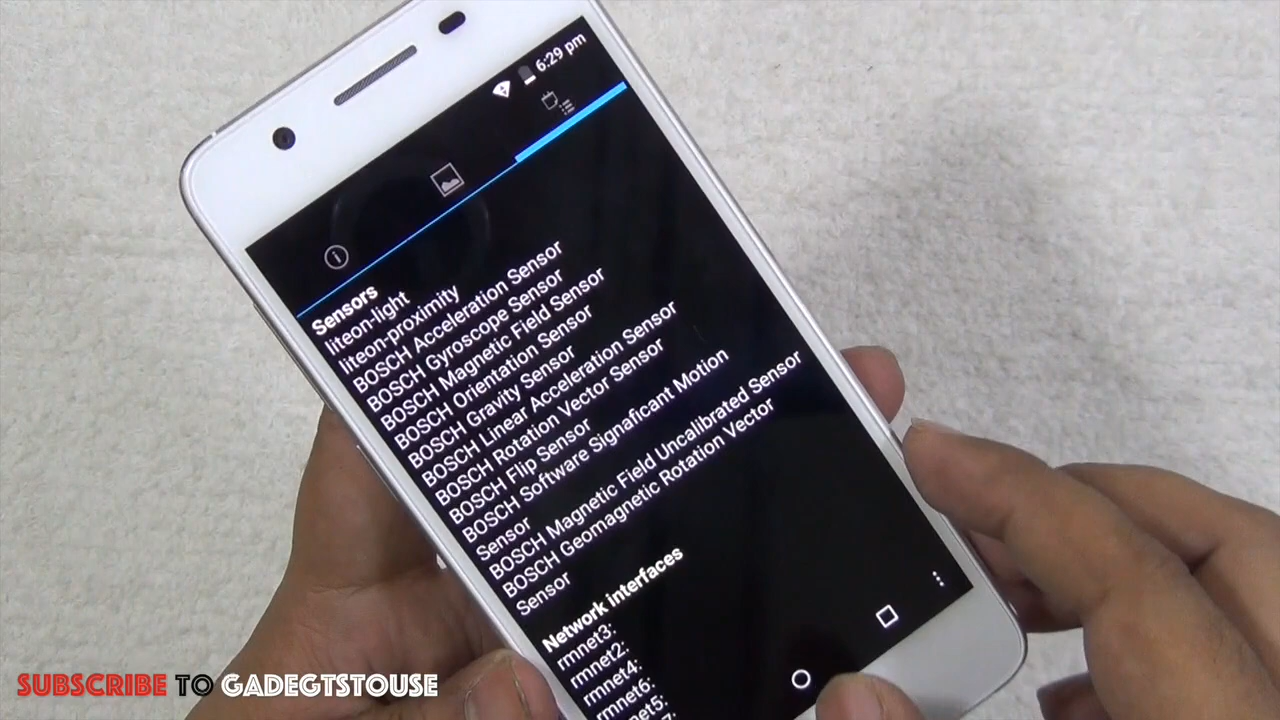 6:29 pm
Sensors
liteon-light
liteon-proximity
BOSCH Acceleration Sensor
BOSCH Gyroscope Sensor
BOSCH Magnetic Field Sensor
BOSCH Orientation Sensor
BOSCH Gravity Sensor
BOSCH Linear Acceleration Sensor
BOSCH Rotation Vector Sensor
BOSCH Flip Sensor
BOSCH Software Signaficant Motion
Sensor
BOSCH Magnetic Field Uncalibrated Sensor
BOSCH Geomagnetic Rotation Vector
Sensor
Network interfaces
rmnet3:
rmnet2:
rmnet4:
rmnet6:
SUBSCRIBE TO GADEGTSTOUSE